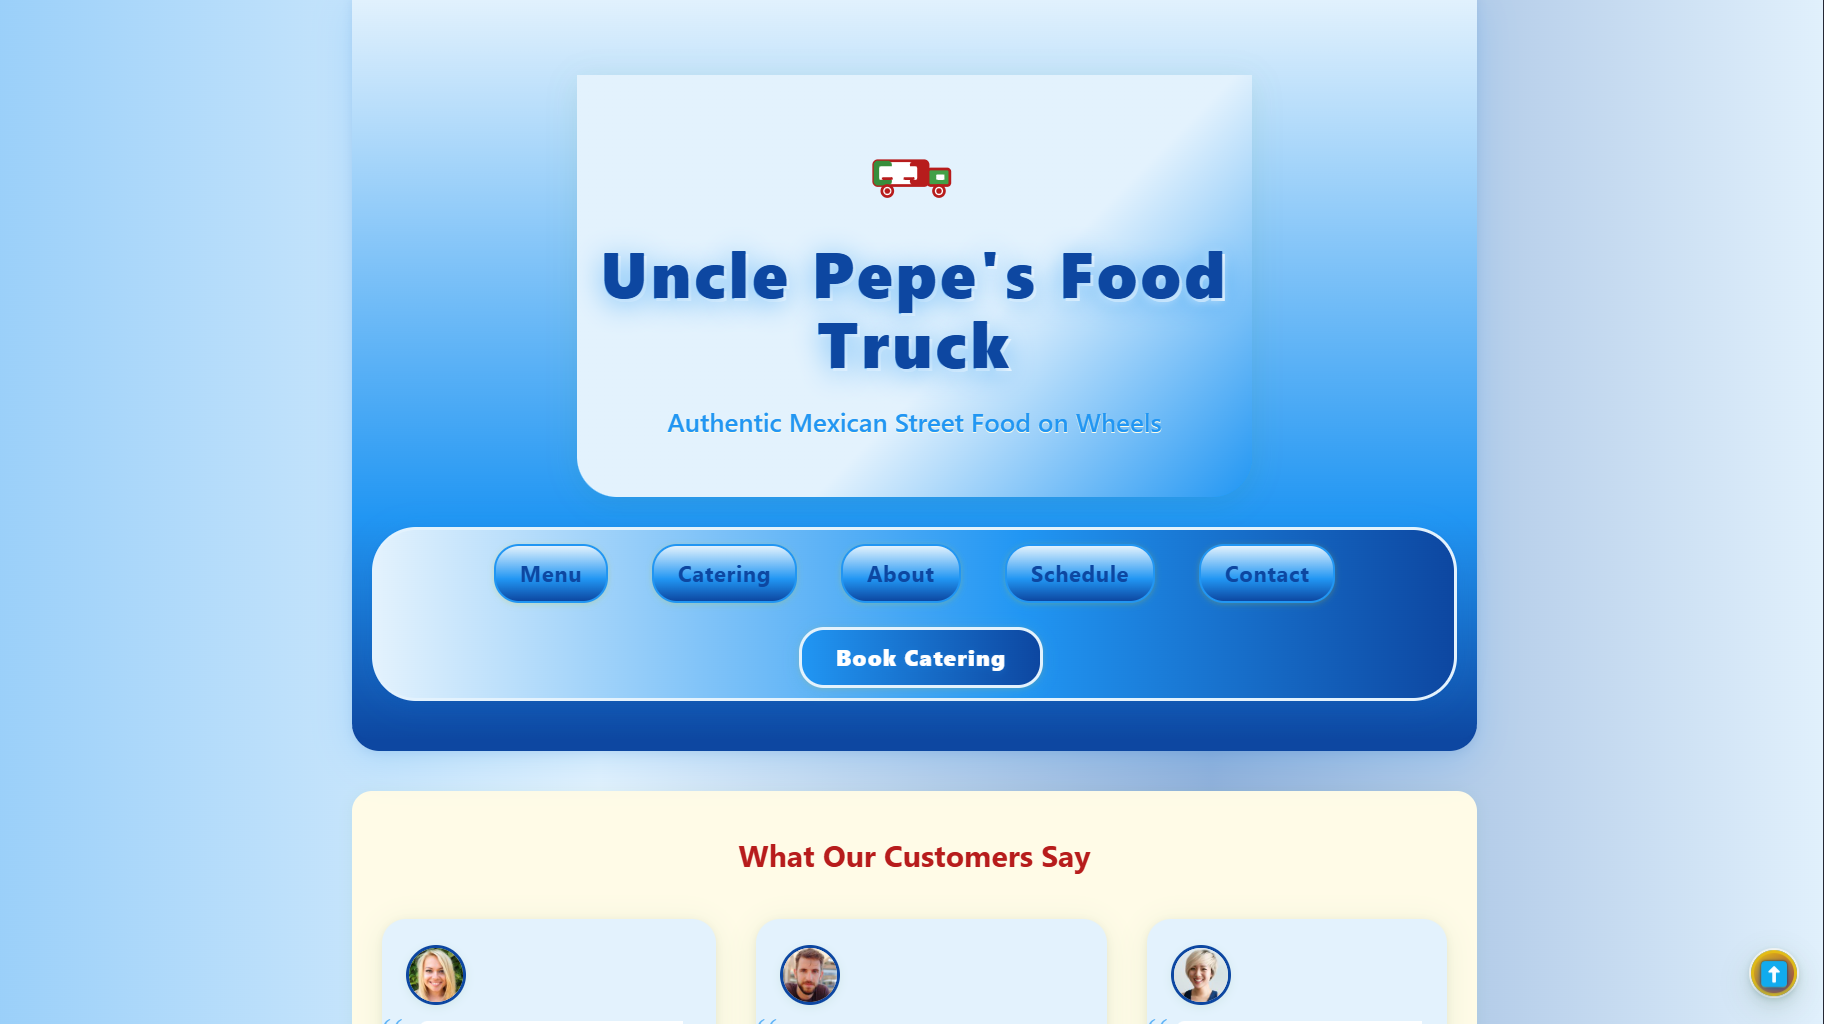 Uncle Pepe's Food
Truck
Authentic Mexican Street Food on Wheels
Menu
Catering
About
Schedule
Contact
Book Catering
What Our Customers Say